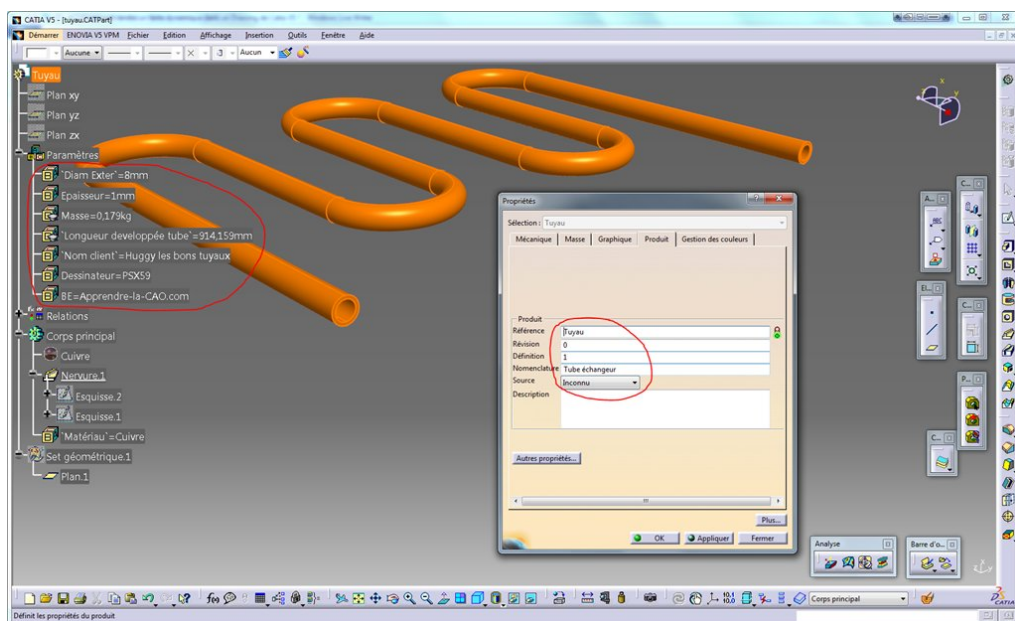 CATIA V5 - [tuyau.CATPart]
Démarrer ENOVIA V5 VPM Fichier Edition Affichage Insertion Outils Fenêtre Aide
Aucune Aucun
Tuyau
Plan xy
Plan yz
Plan zx
Paramètres
`Diam Exter`=8mm
Epaisseur=1mm
Masse=0,179kg
`Longueur developpée tube`=914,159mm
`Nom client`=Huggy les bons tuyaux
Dessinateur=PSX59
BE=Apprendre-la-CAO.com
Relations
Corps principal
Cuivre
Nervure.1
Esquisse.2
Esquisse.1
`Matériau`=Cuivre
Set géométrique.1
Plan.1
Propriétés
Sélection : Tuyau
Mécanique Masse Graphique Produit Gestion des couleurs
Produit
Référence Tuyau
Révision 0
Définition 1
Nomenclature Tube échangeur
Source Inconnu
Description
Autres propriétés...
Plus...
OK Appliquer Fermer
Analyse
Barre d'o...
Corps principal
CATIA
Définit les propriétés du produit